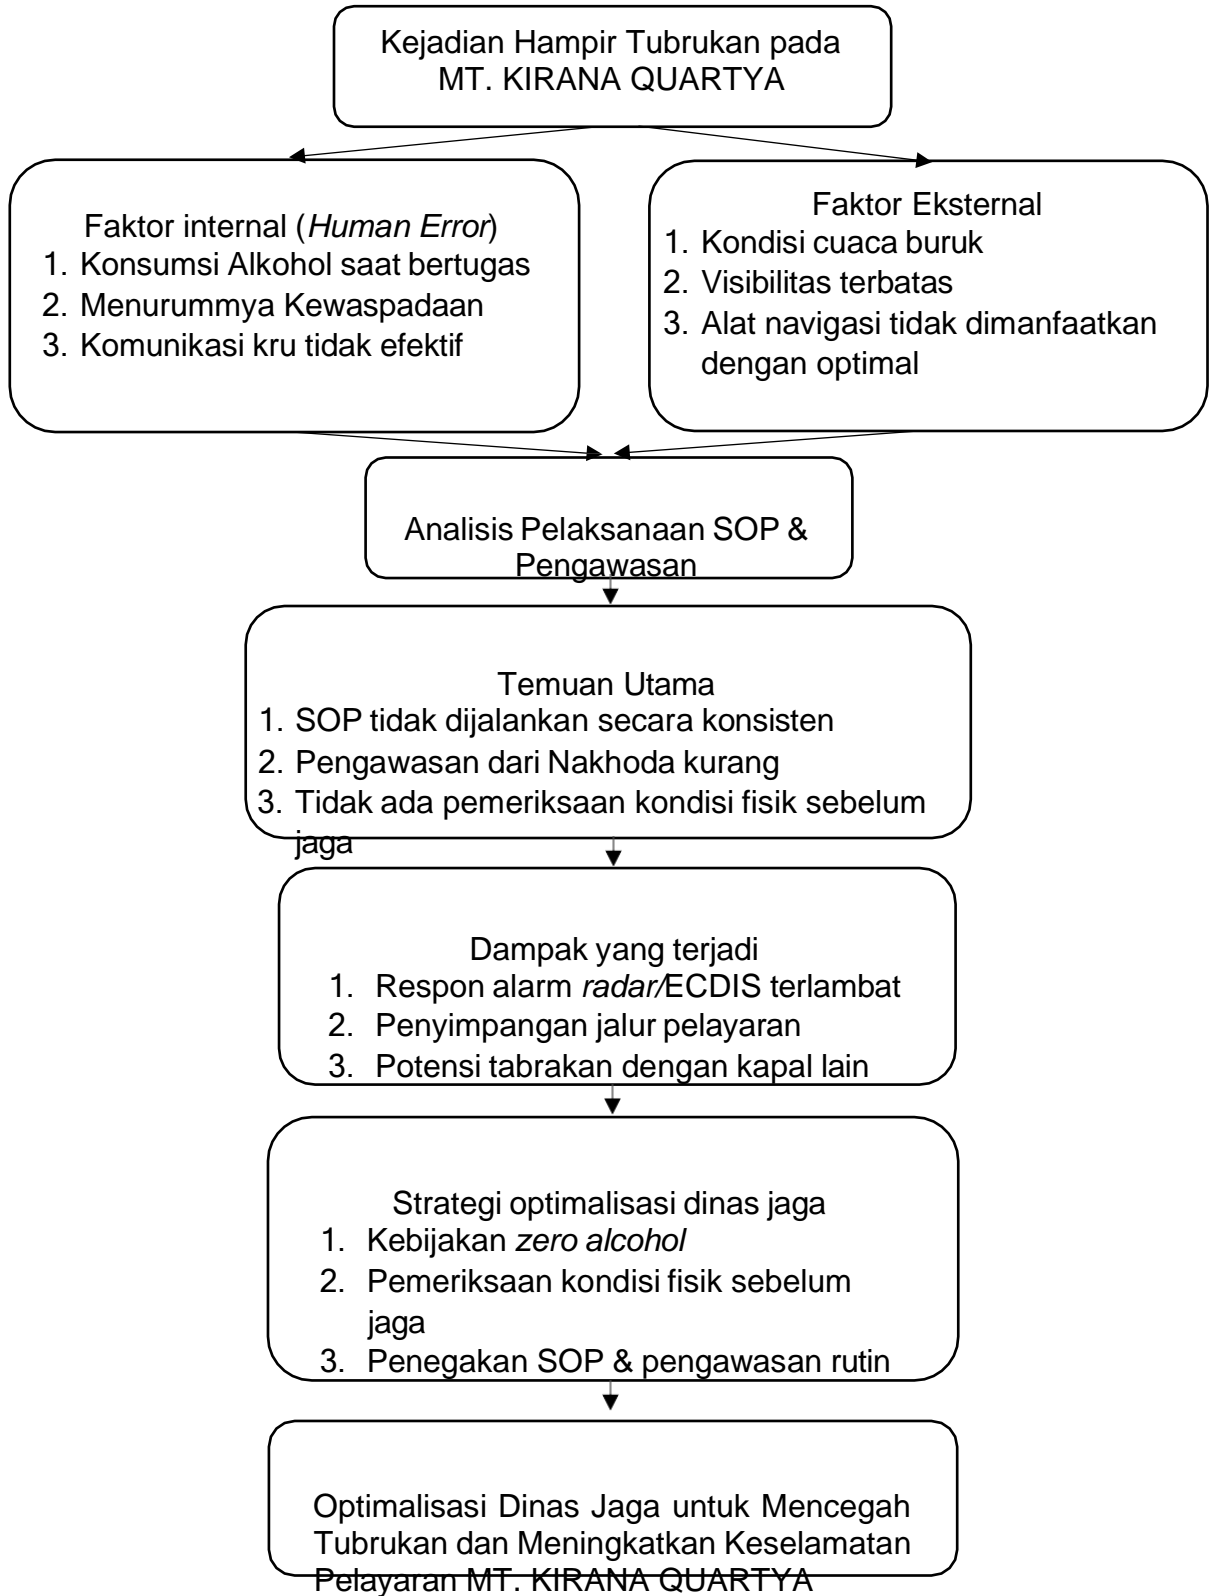 Kejadian Hampir Tubrukan pada
MT. KIRANA QUARTYA
Faktor internal (Human Error)
1. Konsumsi Alkohol saat bertugas
2. Menurummya Kewaspadaan
3. Komunikasi kru tidak efektif
Faktor Eksternal
1. Kondisi cuaca buruk
2. Visibilitas terbatas
3. Alat navigasi tidak dimanfaatkan
dengan optimal
Analisis Pelaksanaan SOP &
Pengawasan
Temuan Utama
1. SOP tidak dijalankan secara konsisten
2. Pengawasan dari Nakhoda kurang
3. Tidak ada pemeriksaan kondisi fisik sebelum
jaga
Dampak yang terjadi
1. Respon alarm radar/ECDIS terlambat
2. Penyimpangan jalur pelayaran
3. Potensi tabrakan dengan kapal lain
Strategi optimalisasi dinas jaga
1. Kebijakan zero alcohol
2. Pemeriksaan kondisi fisik sebelum
jaga
3. Penegakan SOP & pengawasan rutin
Optimalisasi Dinas Jaga untuk Mencegah
Tubrukan dan Meningkatkan Keselamatan
Pelayaran MT. KIRANA QUARTYA